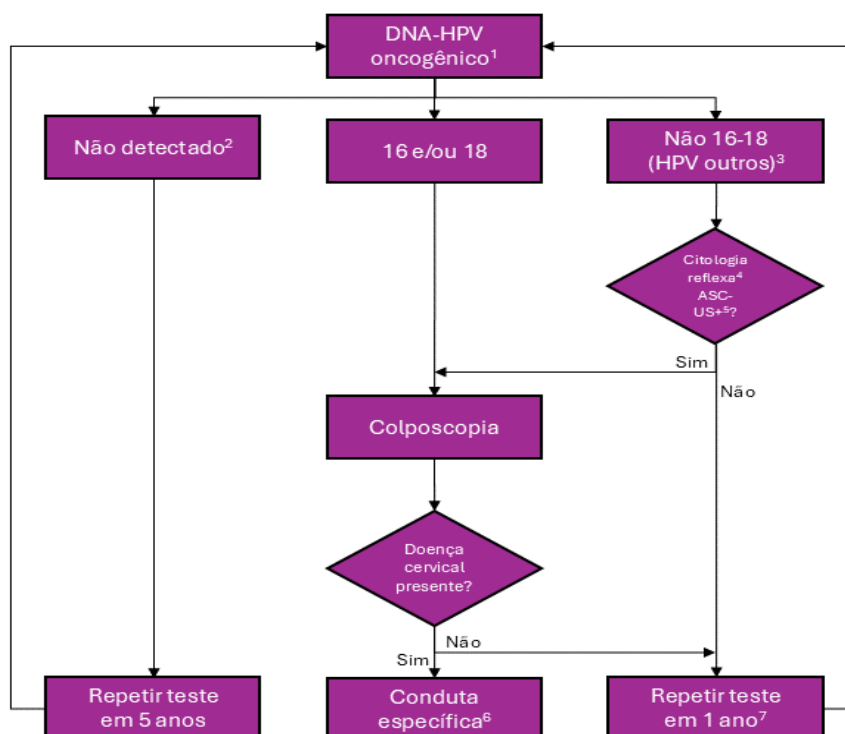 DNA-HPV
oncogênico¹
Não detectado²
16 e/ou 18
Não 16-18
(HPV outros)³
Citologia
reflexa⁴
ASC-
US+⁵?
Sim
Não
Colposcopia
Doença
cervical
presente?
Não
Sim
Repetir teste
em 5 anos
Conduta
específica⁶
Repetir teste
em 1 ano⁷